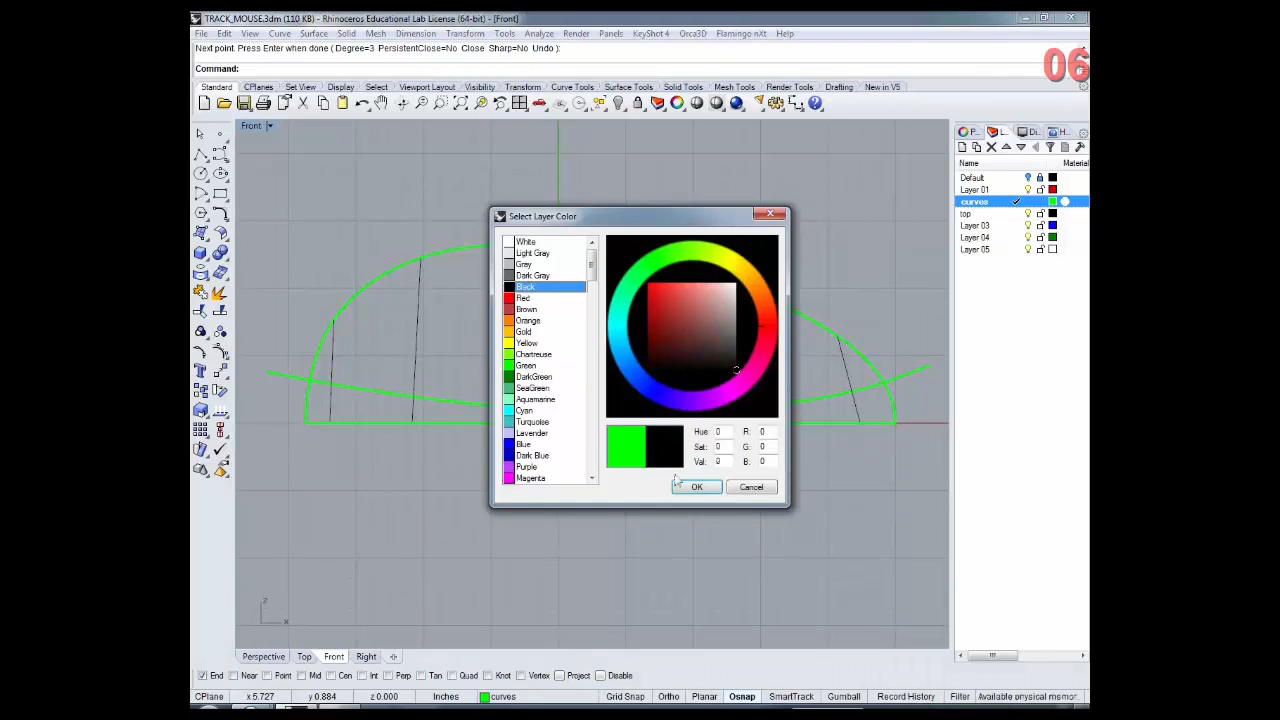 TRACK_MOUSE.3dm (110 KB) - Rhinoceros Educational Lab License (64-bit) - [Front]
File Edit View Curve Surface Solid Mesh Dimension Transform Tools Analyze Render Panels KeyShot 4 Orca3D Flamingo nXt Help
Next point. Press Enter when done ( Degree=3 PersistentClose=No Close Sharp=No Undo ):
Command:
06
Standard CPlanes Set View Display Select Viewport Layout Visibility Transform Curve Tools Surface Tools Solid Tools Mesh Tools Render Tools Drafting New in V5
Front
P... L... Di... H...
Name Material
Default
Layer 01
curves
top
Layer 03
Layer 04
Layer 05
Select Layer Color
White
Light Gray
Gray
Dark Gray
Black
Red
Brown
Orange
Gold
Yellow
Chartreuse
Green
DarkGreen
SeaGreen
Aquamarine
Cyan
Turquoise
Lavender
Blue
Dark Blue
Purple
Magenta
Hue 0 R: 0
Sat: 0 G: 0
Val: 0 B: 0
OK Cancel
z
x
Perspective Top Front Right
End Near Point Mid Cen Int Perp Tan Quad Knot Vertex Project Disable
CPlane x 5.727 y 0.884 z 0.000 Inches curves Grid Snap Ortho Planar Osnap SmartTrack Gumball Record History Filter Available physical memor